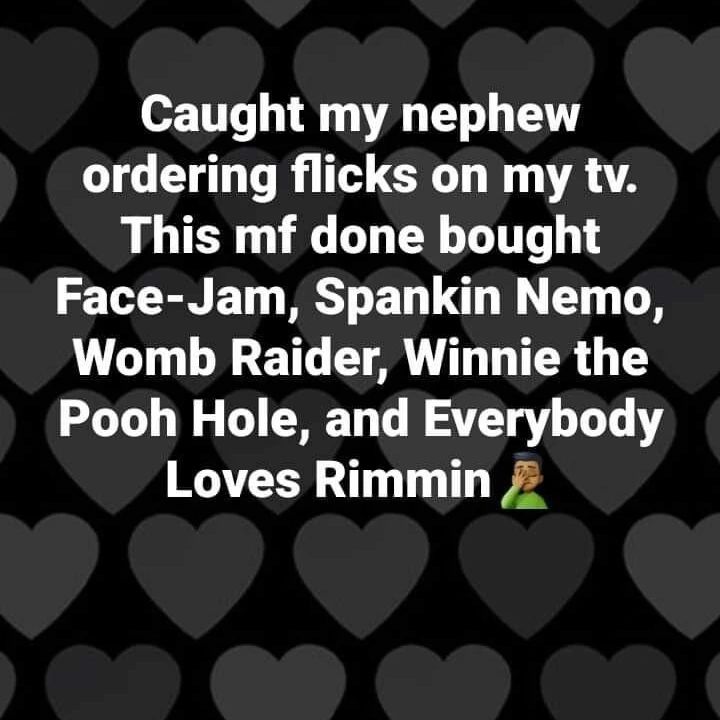 Caught my nephew
ordering flicks on my tv.
This mf done bought
Face-Jam, Spankin Nemo,
Womb Raider, Winnie the
Pooh Hole, and Everybody
Loves Rimmin 🤦🏽‍♂️